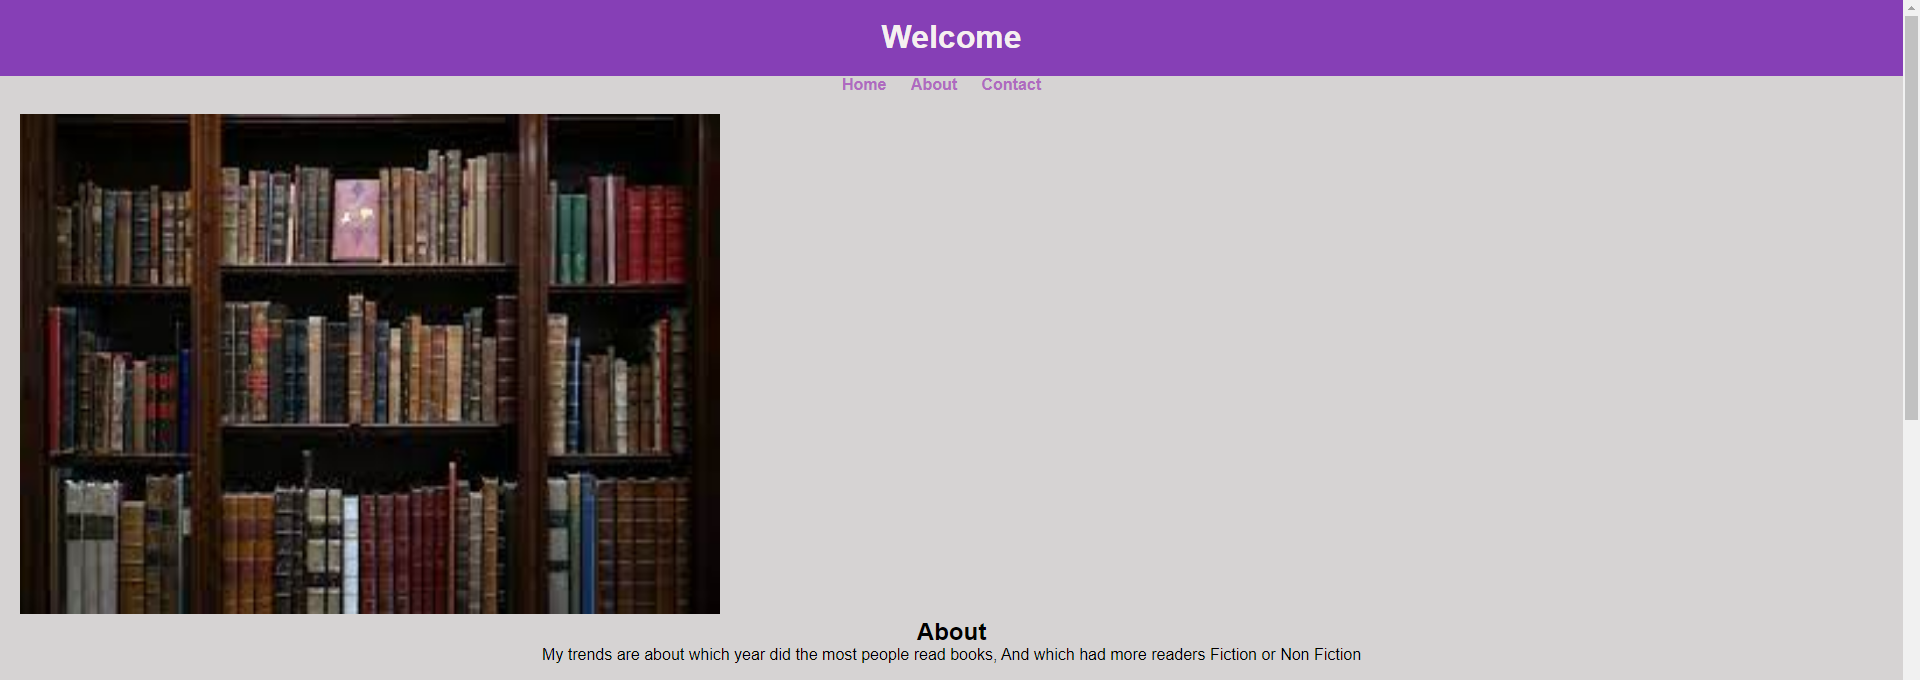 Welcome
Home About Contact
About
My trends are about which year did the most people read books, And which had more readers Fiction or Non Fiction